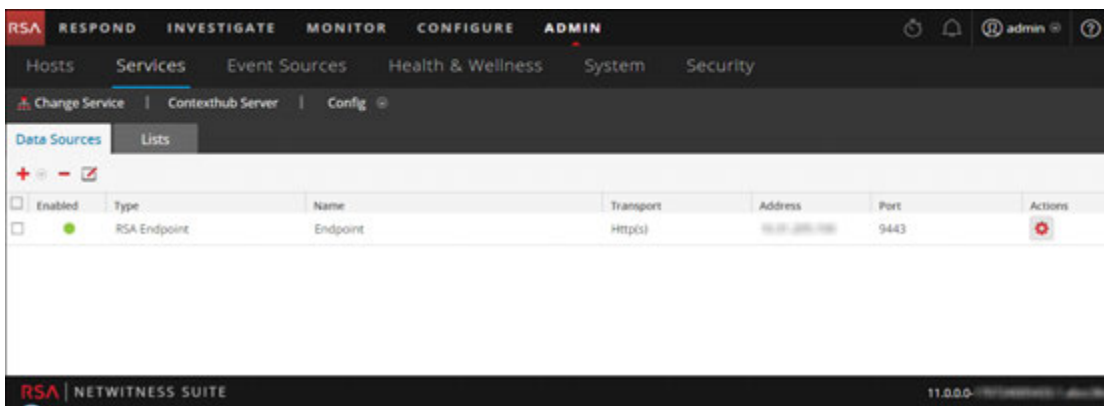 RSA RESPOND INVESTIGATE MONITOR CONFIGURE ADMIN admin
Hosts Services Event Sources Health & Wellness System Security
Change Service | Contexthub Server | Config
Data Sources Lists
Enabled Type Name Transport Address Port Actions
RSA Endpoint Endpoint Http(s) 9443
RSA | NETWITNESS SUITE 11.0.0.0-